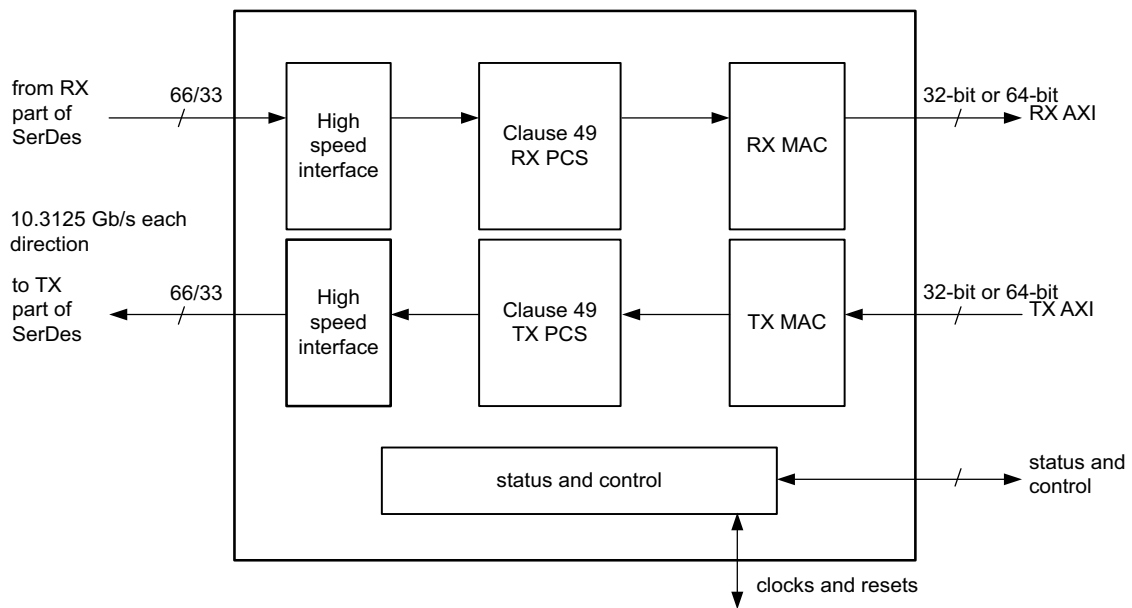 from RX
part of
SerDes
66/33
High
speed
interface
Clause 49
RX PCS
RX MAC
32-bit or 64-bit
RX AXI
10.3125 Gb/s each
direction
to TX
part of
SerDes
66/33
High
speed
interface
Clause 49
TX PCS
TX MAC
32-bit or 64-bit
TX AXI
status and control
status and
control
clocks and resets